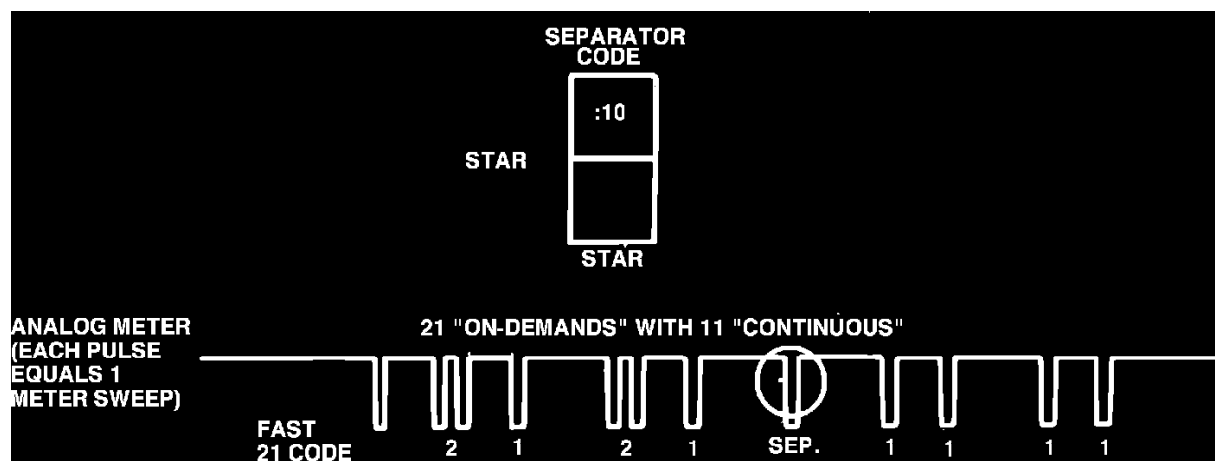 SEPARATOR
CODE
:10
STAR
STAR
ANALOG METER
(EACH PULSE
EQUALS 1
METER SWEEP)
21 "ON-DEMANDS" WITH 11 "CONTINUOUS"
FAST
21 CODE
2 1 2 1 SEP. 1 1 1 1